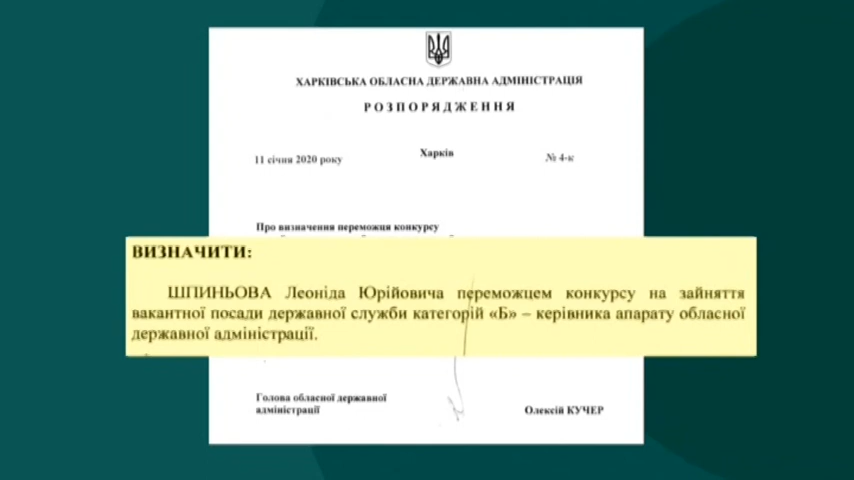 ХАРКІВСЬКА ОБЛАСНА ДЕРЖАВНА АДМІНІСТРАЦІЯ
РОЗПОРЯДЖЕННЯ
11 січня 2020 року Харків № 4-к
Про визначення переможця конкурсу
ВИЗНАЧИТИ:
ШПИНЬОВА Леоніда Юрійовича переможцем конкурсу на зайняття
вакантної посади державної служби категорій «Б» – керівника апарату обласної
державної адміністрації.
Голова обласної державної
адміністрації Олексій КУЧЕР